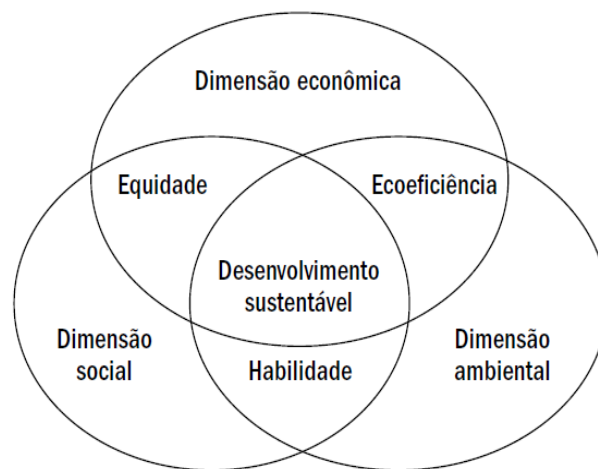 Dimensão econômica
Equidade
Ecoeficiência
Desenvolvimento
sustentável
Dimensão
social
Habilidade
Dimensão
ambiental